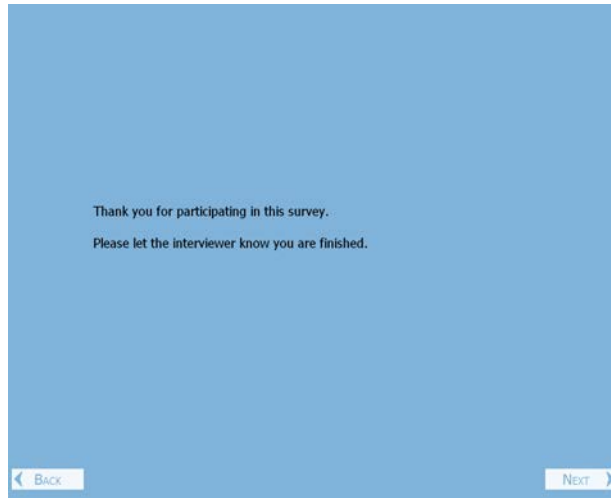 Thank you for participating in this survey.
Please let the interviewer know you are finished.
BACK
NEXT